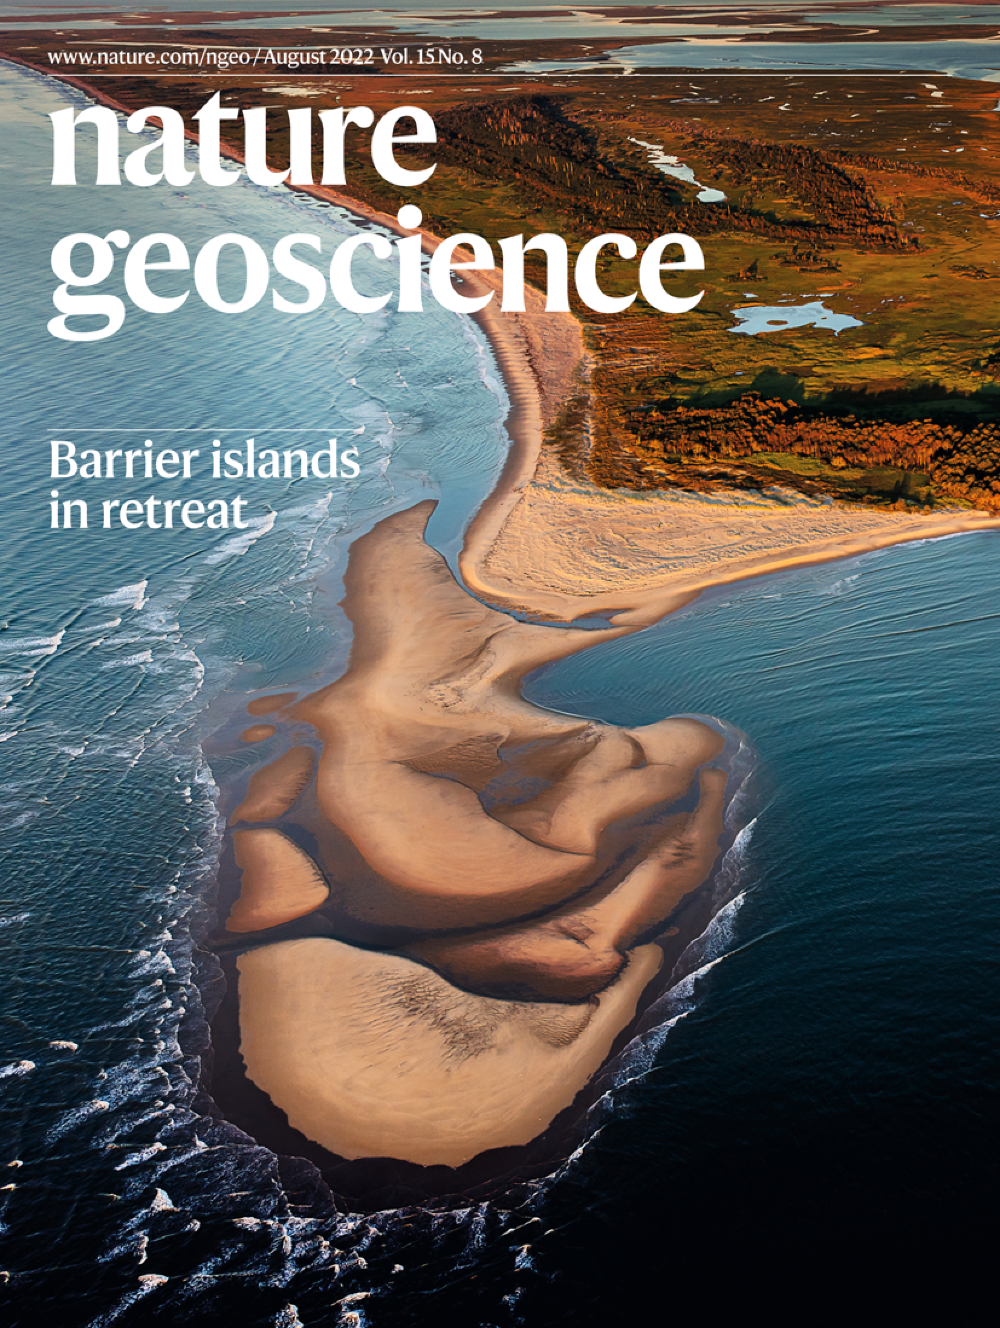 www.nature.com/ngeo / August 2022 Vol. 15 No. 8
nature
geoscience
Barrier islands
in retreat